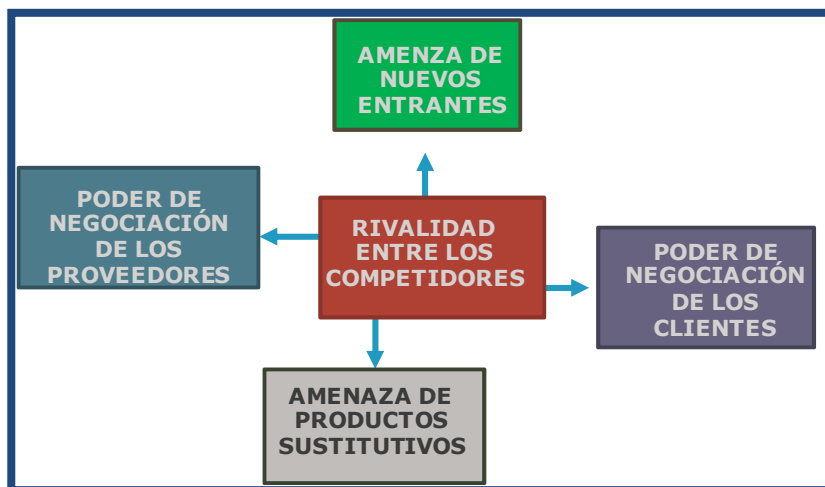 AMENZA DE
NUEVOS
ENTRANTES
PODER DE
NEGOCIACIÓN
DE LOS
PROVEEDORES
RIVALIDAD
ENTRE LOS
COMPETIDORES
PODER DE
NEGOCIACIÓN
DE LOS
CLIENTES
AMENAZA DE
PRODUCTOS
SUSTITUTIVOS